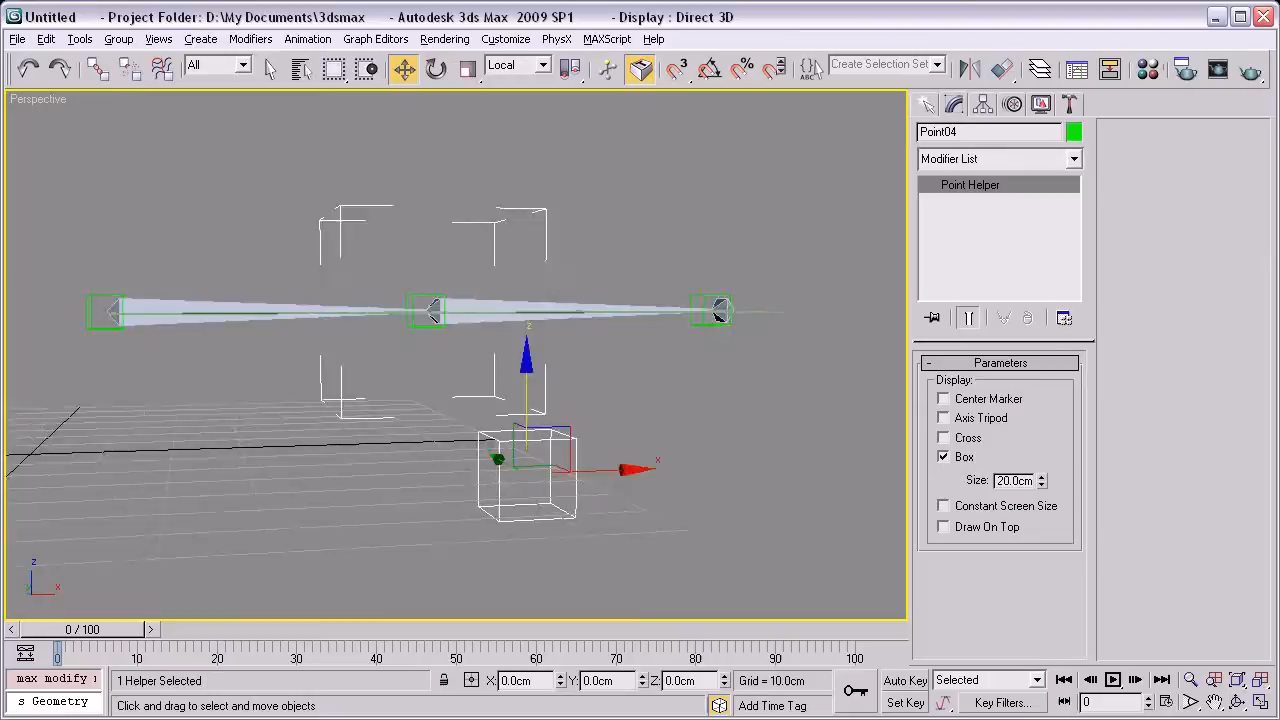 Untitled - Project Folder: D:\My Documents\3dsmax - Autodesk 3ds Max 2009 SP1 - Display : Direct 3D
File Edit Tools Group Views Create Modifiers Animation Graph Editors Rendering Customize PhysX MAXScript Help
All Local 3 % ABC Create Selection Set
Perspective
Point04
Modifier List
Point Helper
- Parameters
Display:
Center Marker
Axis Tripod
Cross
Box
Size: 20.0cm
Constant Screen Size
Draw On Top
z
x
z
x
< 0 / 100 >
0 10 20 30 40 50 60 70 80 90 100
max modify 1 Helper Selected X: 0.0cm Y: 0.0cm Z: 0.0cm Grid = 10.0cm Auto Key Selected
s Geometry Click and drag to select and move objects Add Time Tag Set Key Key Filters... 0